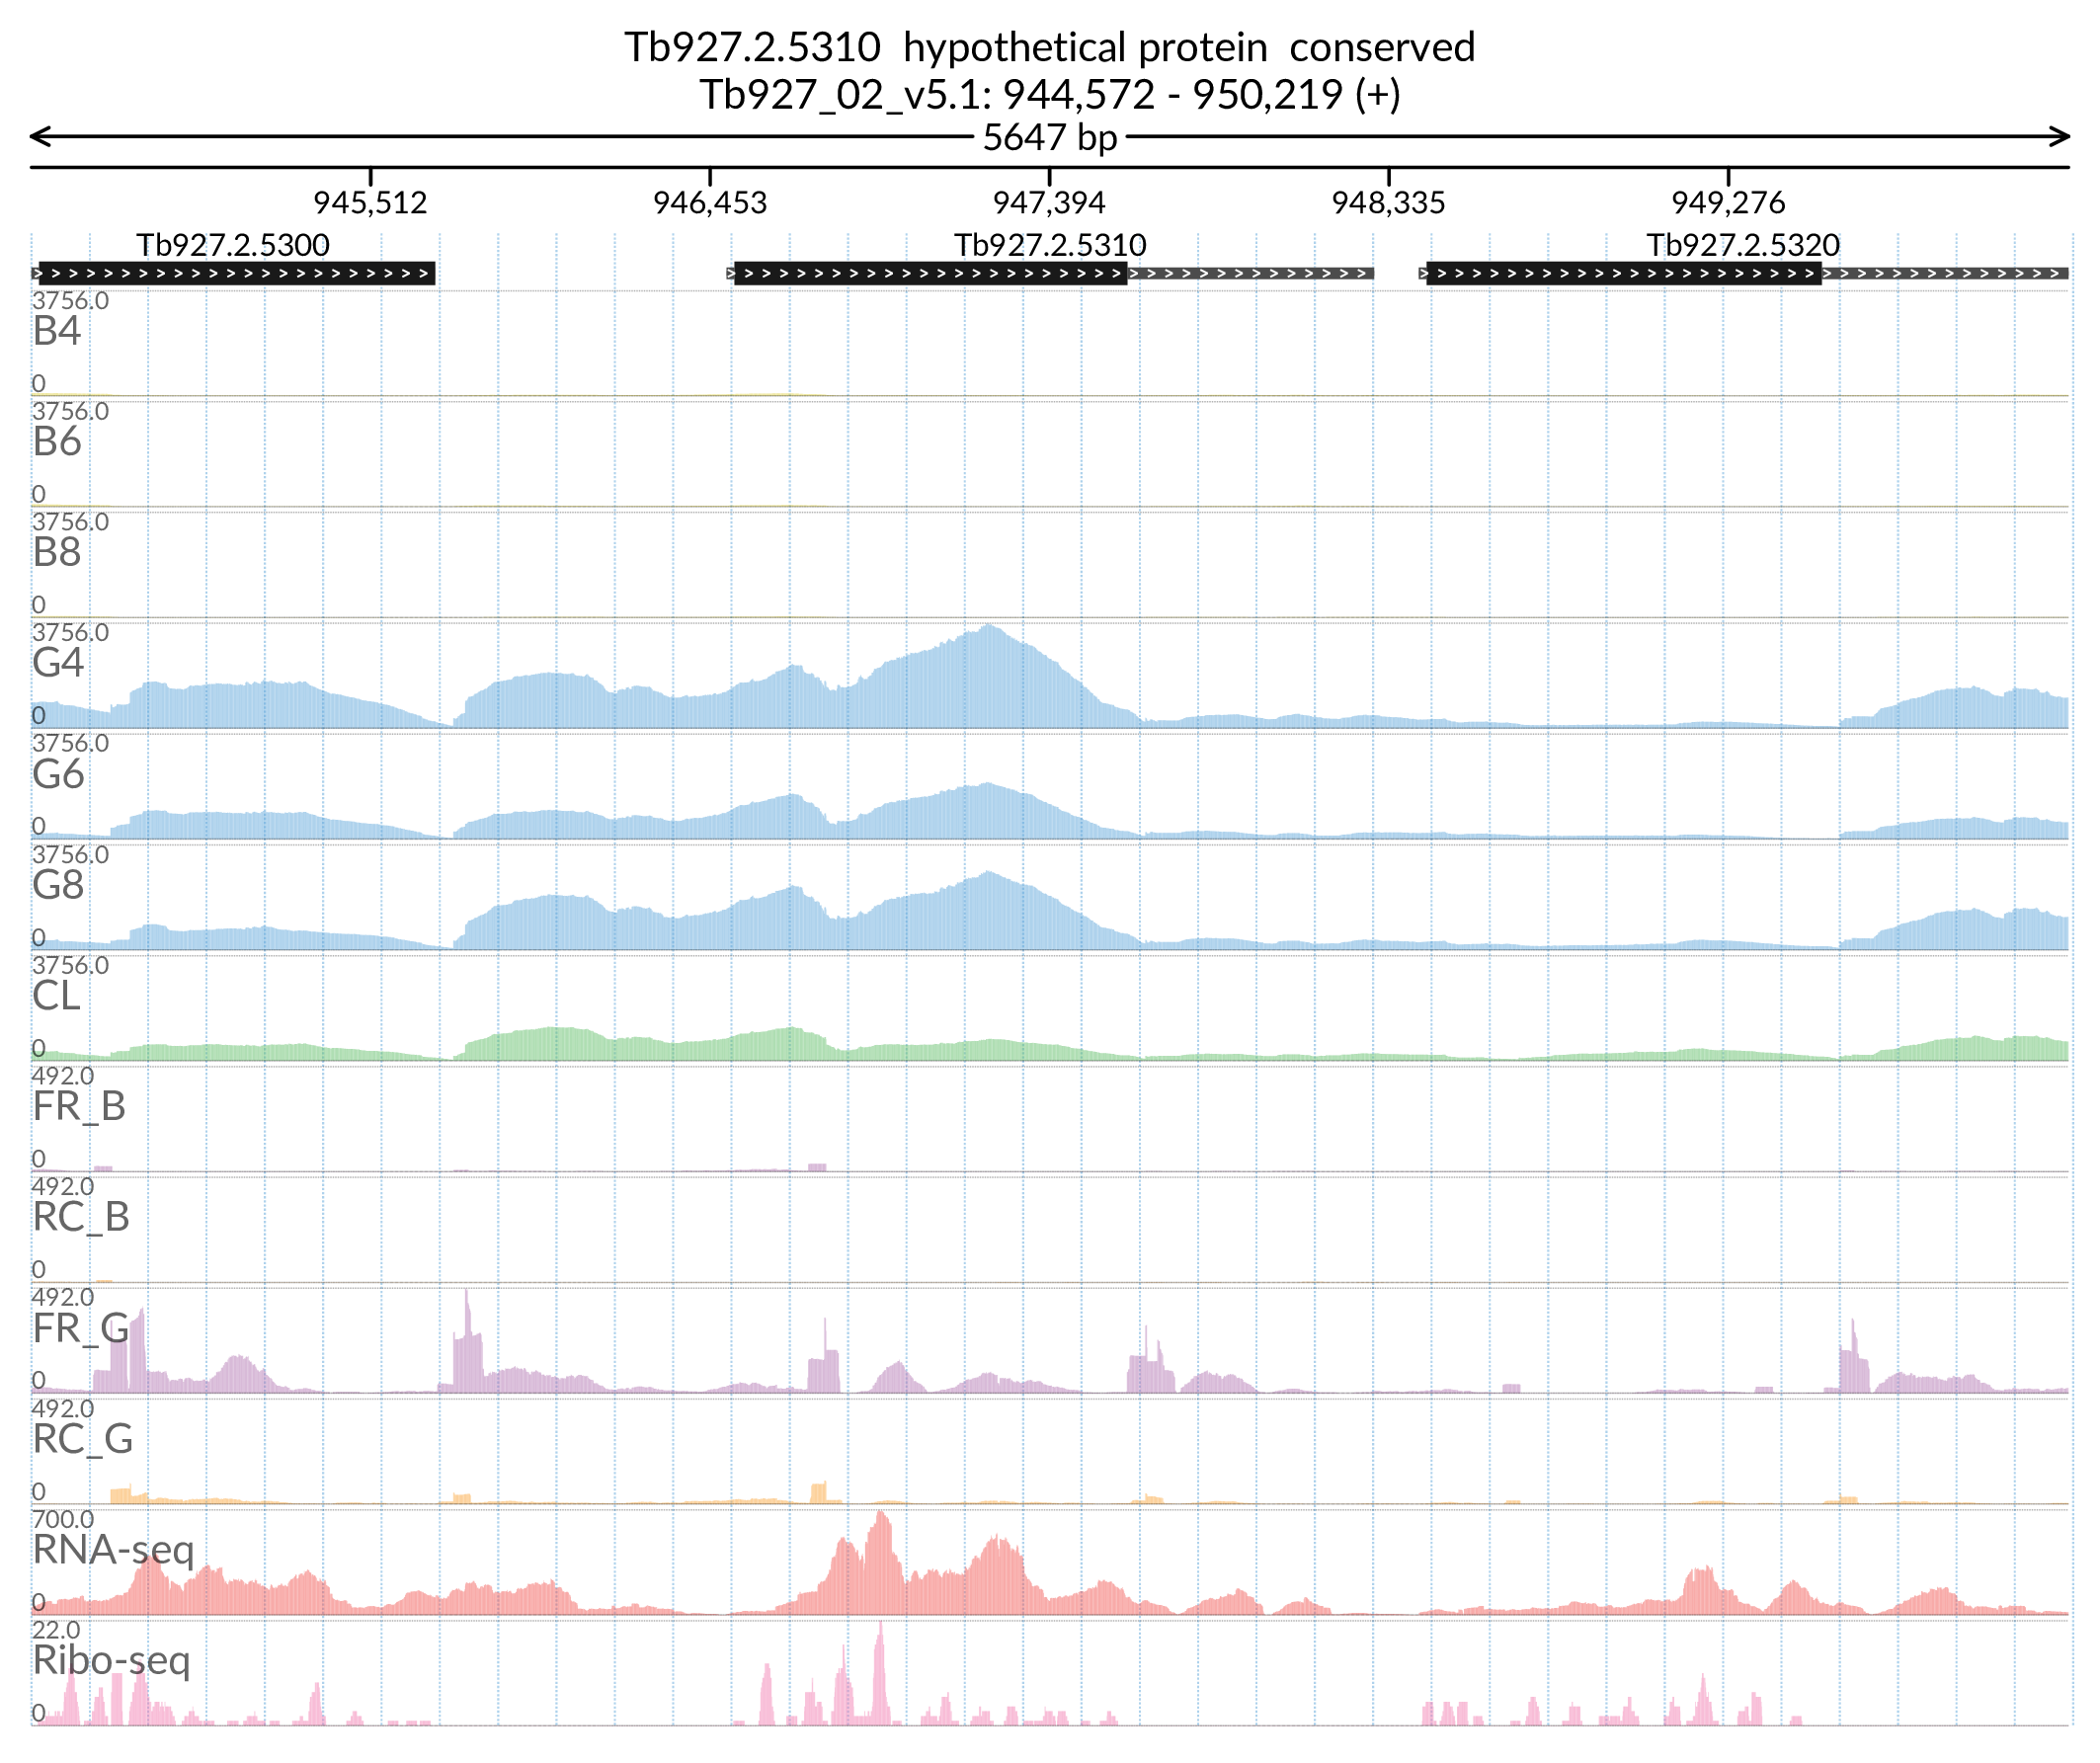 Tb927.2.5310  hypothetical protein  conserved
Tb927_02_v5.1: 944,572 - 950,219 (+)
5647 bp
945,512 946,453 947,394 948,335 949,276
Tb927.2.5300 Tb927.2.5310 Tb927.2.5320
3756.0
B4
0
3756.0
B6
0
3756.0
B8
0
3756.0
G4
0
3756.0
G6
0
3756.0
G8
0
3756.0
CL
0
492.0
FR_B
0
492.0
RC_B
0
492.0
FR_G
0
492.0
RC_G
0
700.0
RNA-seq
0
22.0
Ribo-seq
0